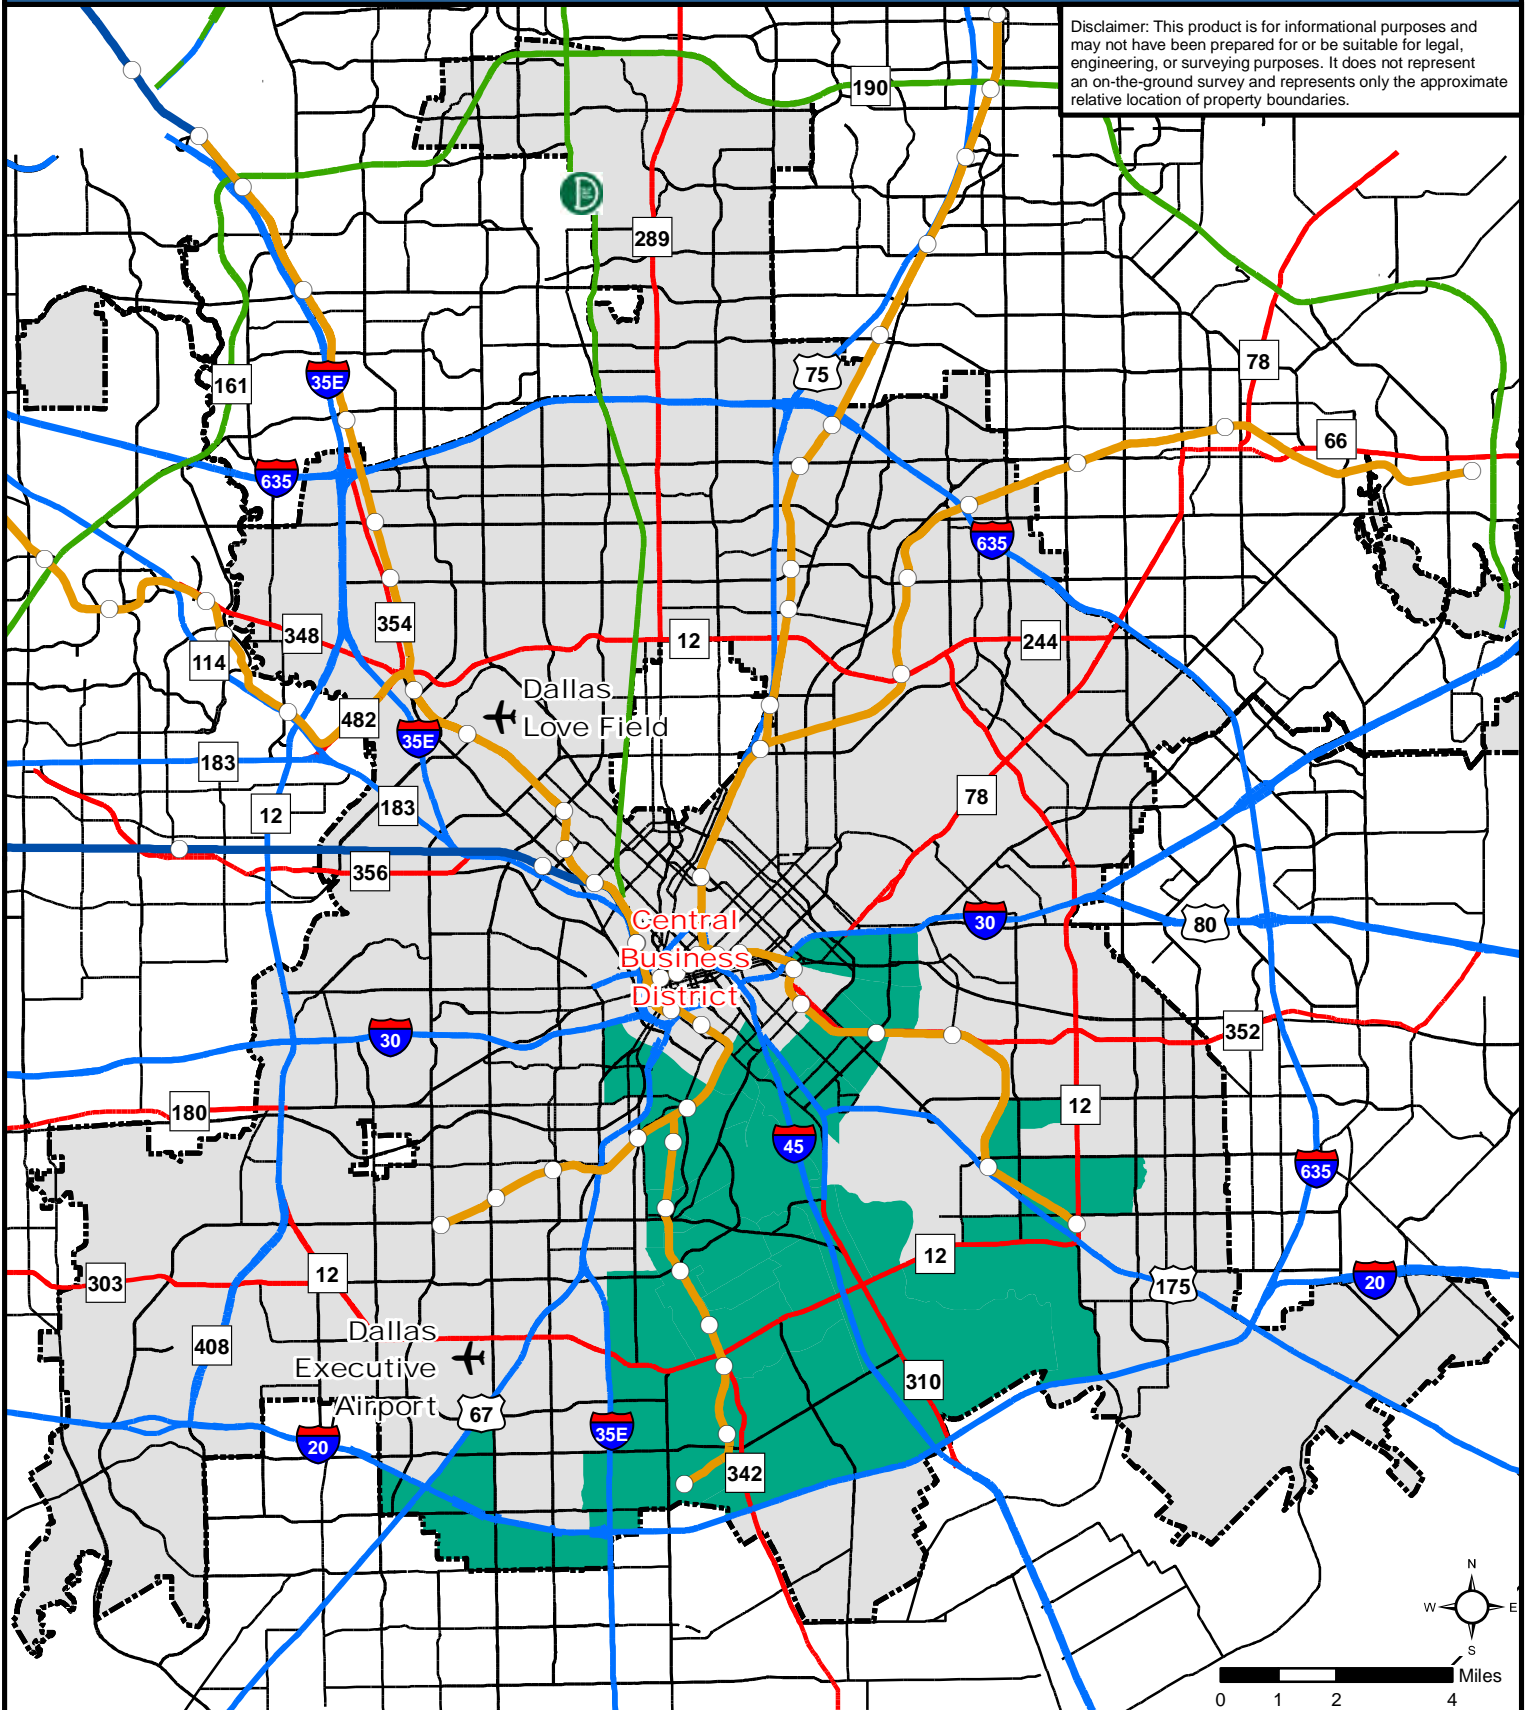 Disclaimer: This product is for informational purposes and
may not have been prepared for or be suitable for legal,
engineering, or surveying purposes. It does not represent
an on-the-ground survey and represents only the approximate
relative location of property boundaries.
190
D
289
78
75
161
35E
66
635
635
354
348
12
244
114
Dallas
Love Field
482
35E
183
78
183
12
356
Central
Business
District
30
80
352
30
12
180
45
635
12
12
303
175
20
Dallas
Executive
Airport
408
310
67
35E
20
342
N
W
E
S
Miles
0 1 2 4